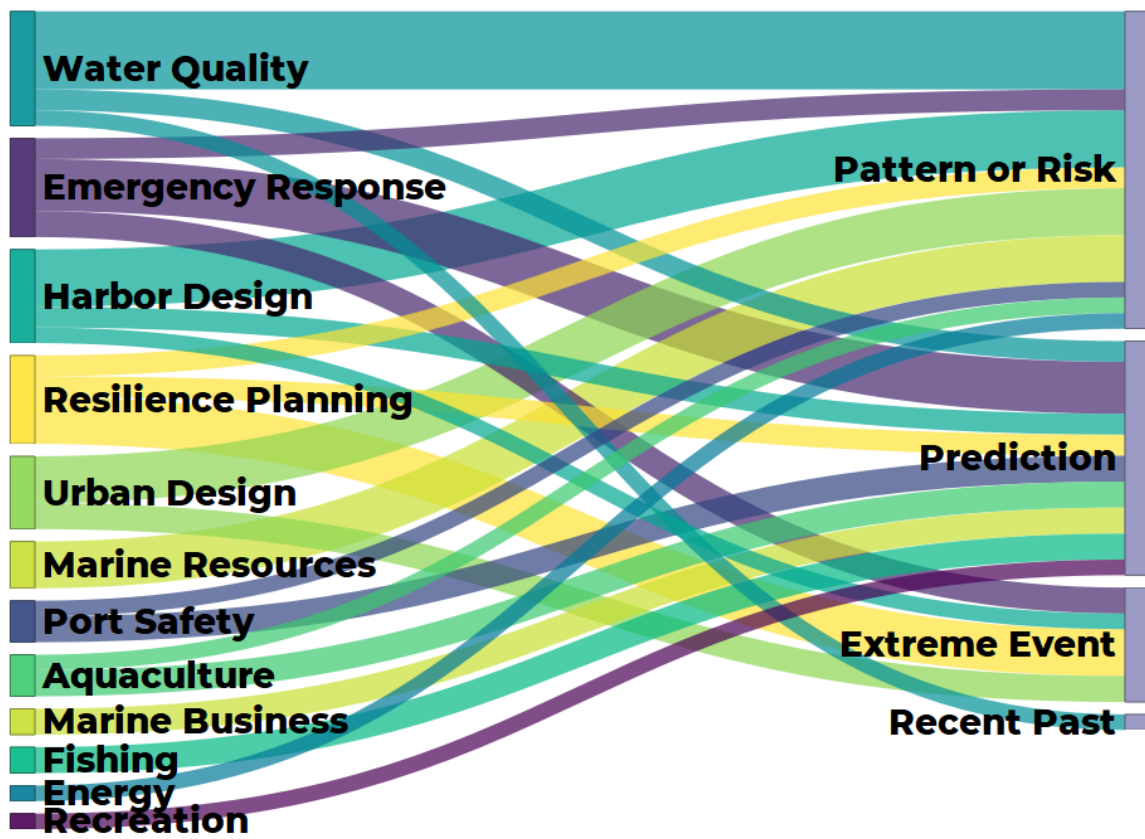 Water Quality
Emergency Response
Harbor Design
Resilience Planning
Urban Design
Marine Resources
Port Safety
Aquaculture
Marine Business
Fishing
Energy
Recreation
Pattern or Risk
Prediction
Extreme Event
Recent Past